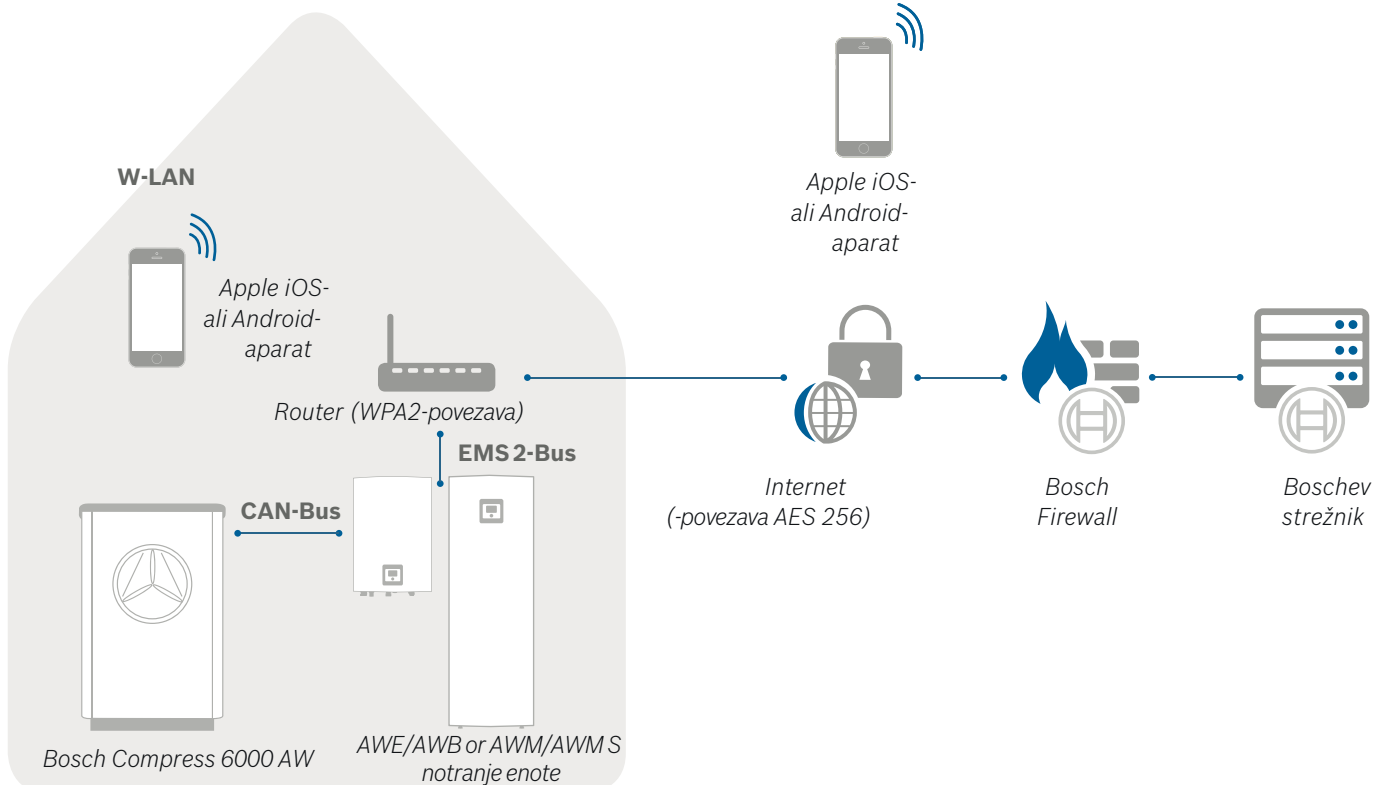 W-LAN
Apple iOS-
ali Android-
aparat
Apple iOS-
ali Android-
aparat
Router (WPA2-povezava)
EMS 2-Bus
CAN-Bus
Internet
(-povezava AES 256)
Bosch
Firewall
Boschev
strežnik
Bosch Compress 6000 AW
AWE/AWB or AWM/AWM S
notranje enote